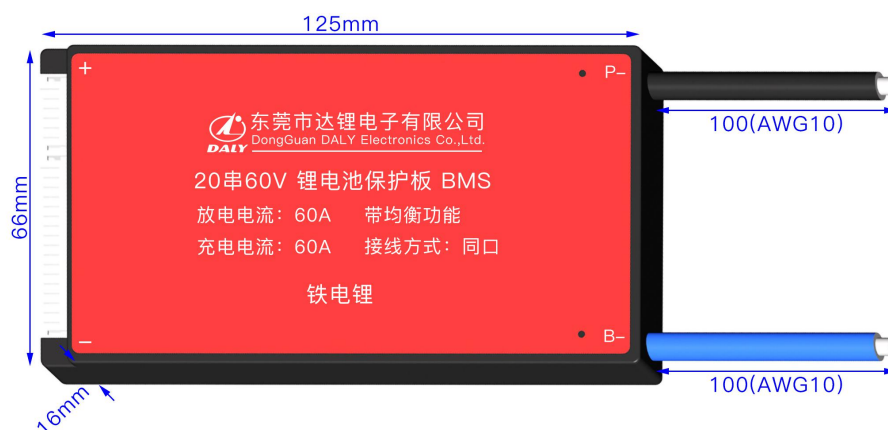 125mm
+
P-
100(AWG10)
DALY
东莞市达锂电子有限公司
DongGuan DALY Electronics Co.,Ltd.
20串60V 锂电池保护板 BMS
放电电流：60A 带均衡功能
充电电流：60A 接线方式：同口
66mm
铁电锂
-
B-
100(AWG10)
16mm